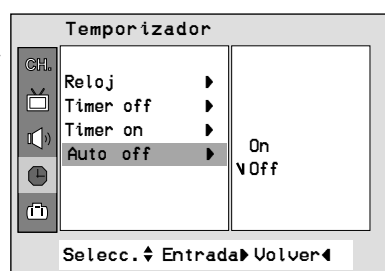 Temporizador
CH.
Reloj
Timer off
Timer on
Auto off
On
Off
Selecc. Entrada Volver